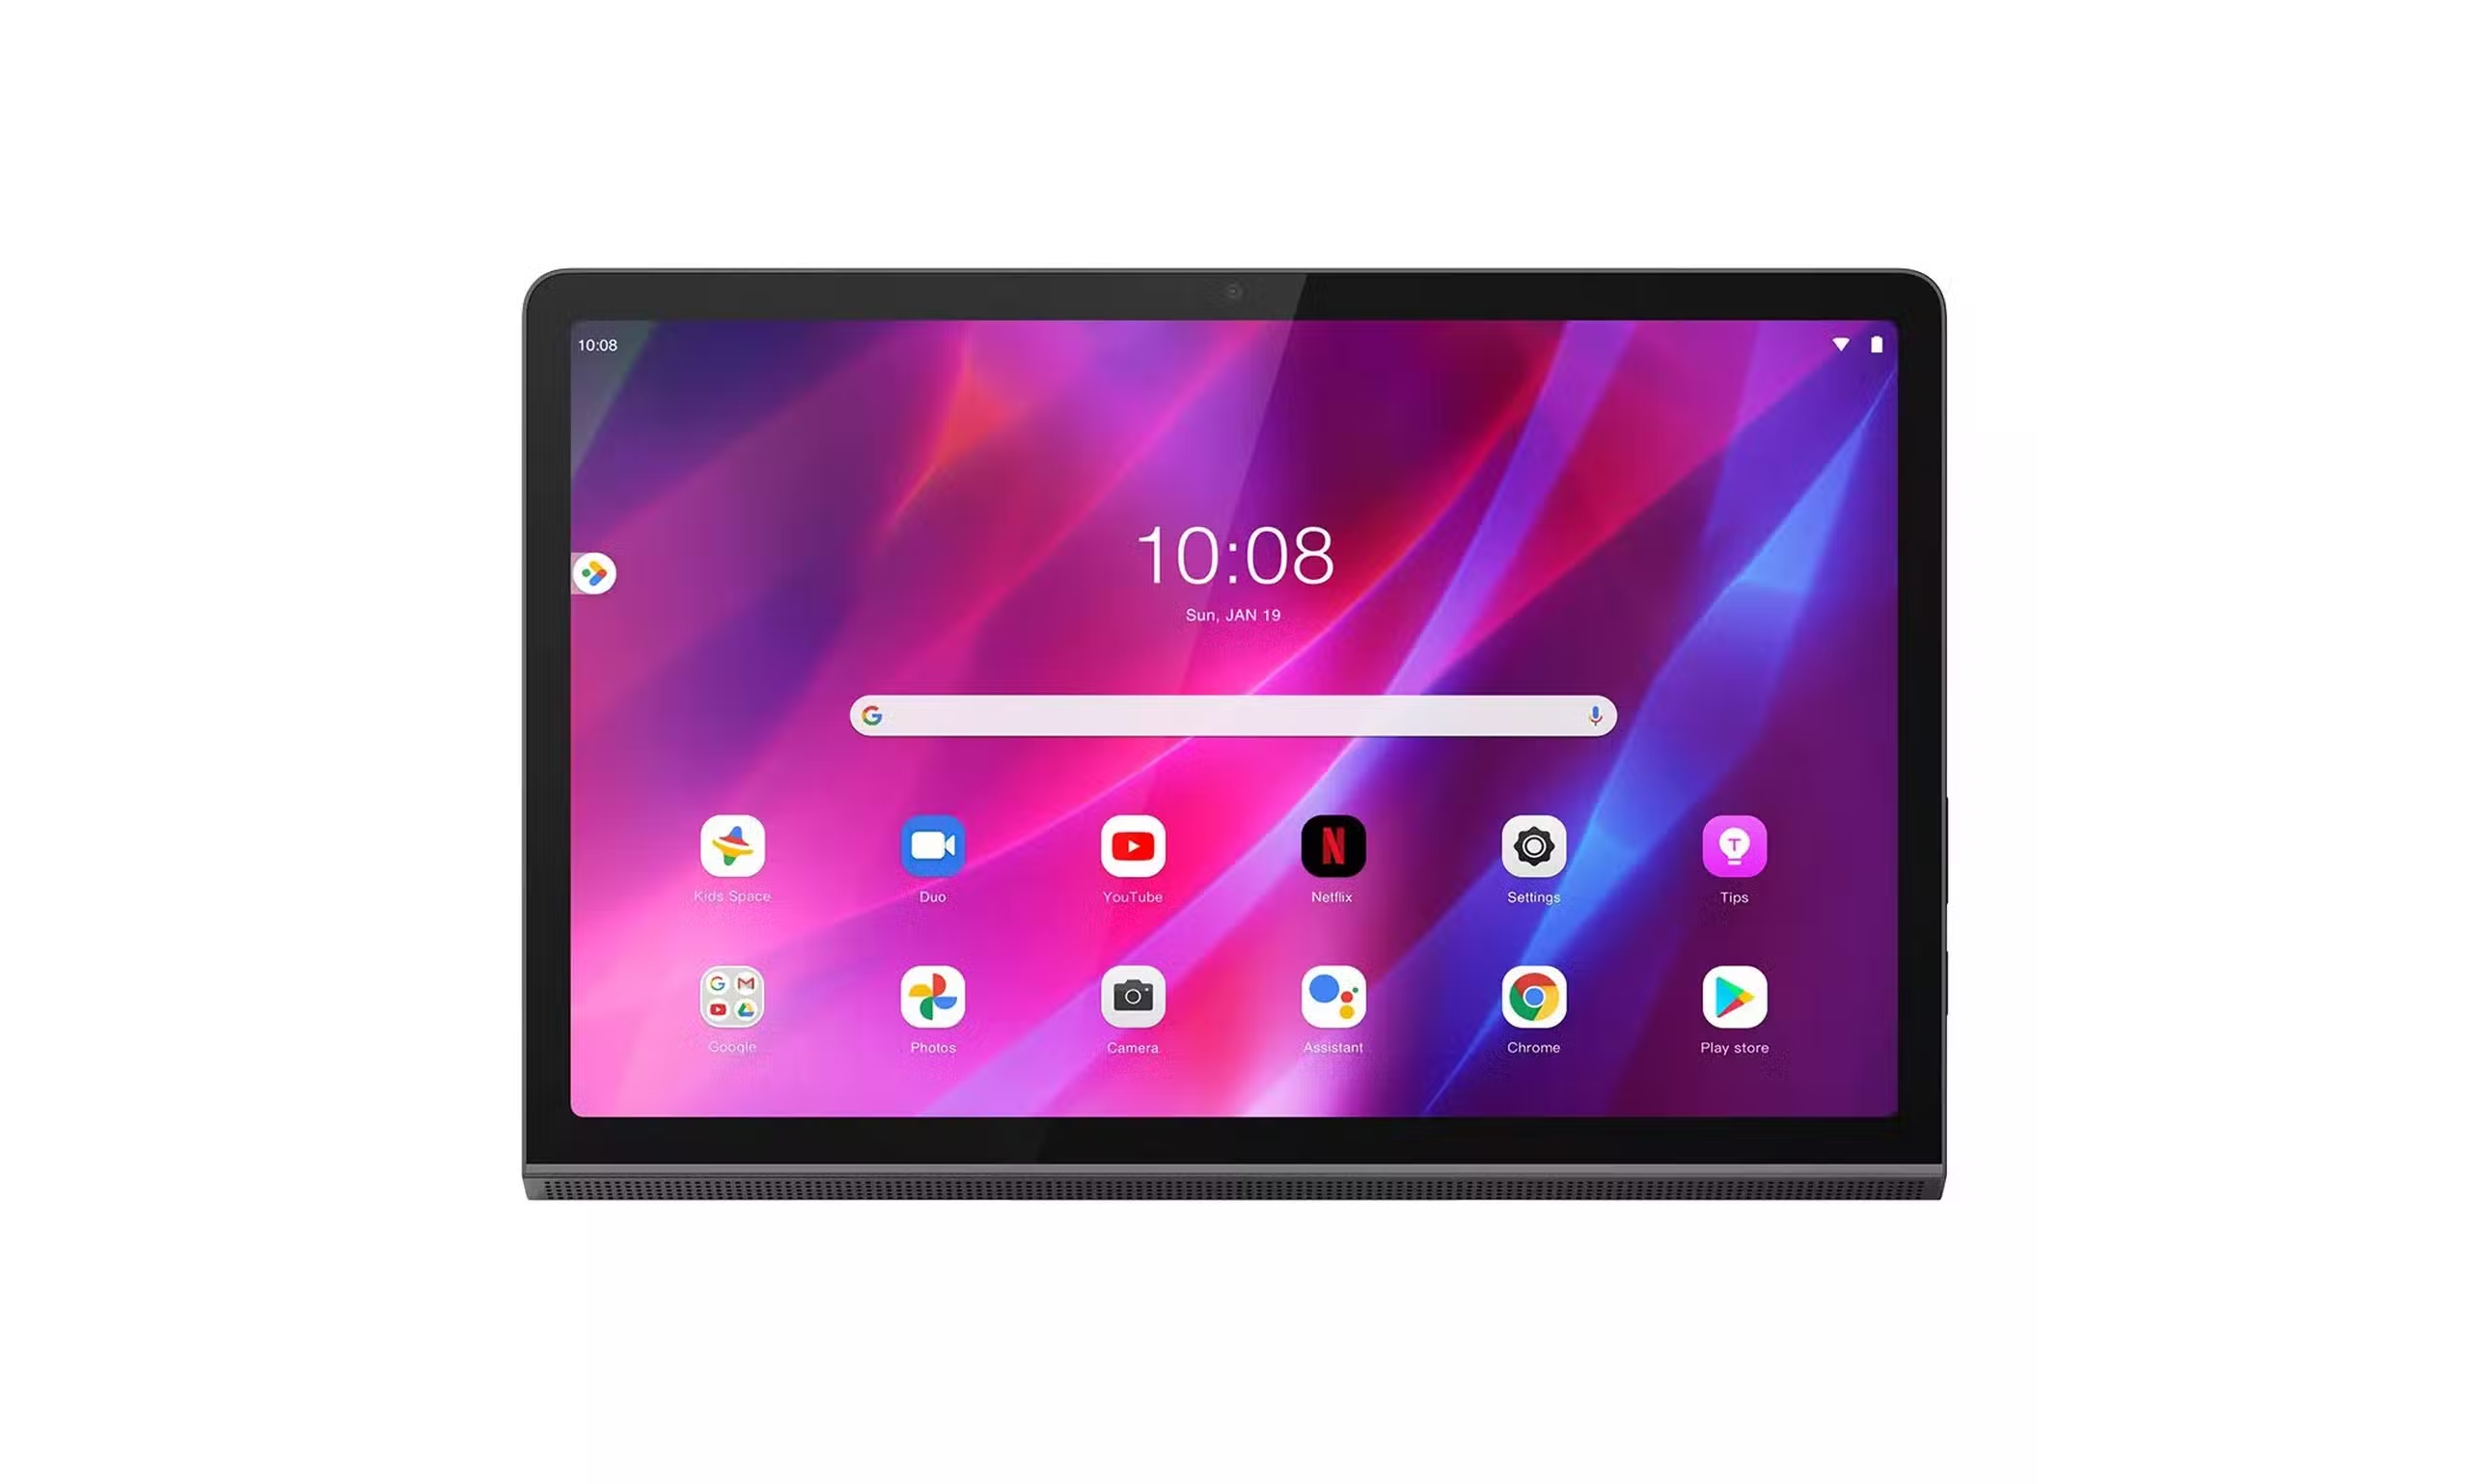 10:08
10:08
Sun, JAN 19
Kids Space
Duo
YouTube
Netflix
Settings
Tips
Google
Photos
Camera
Assistant
Chrome
Play store